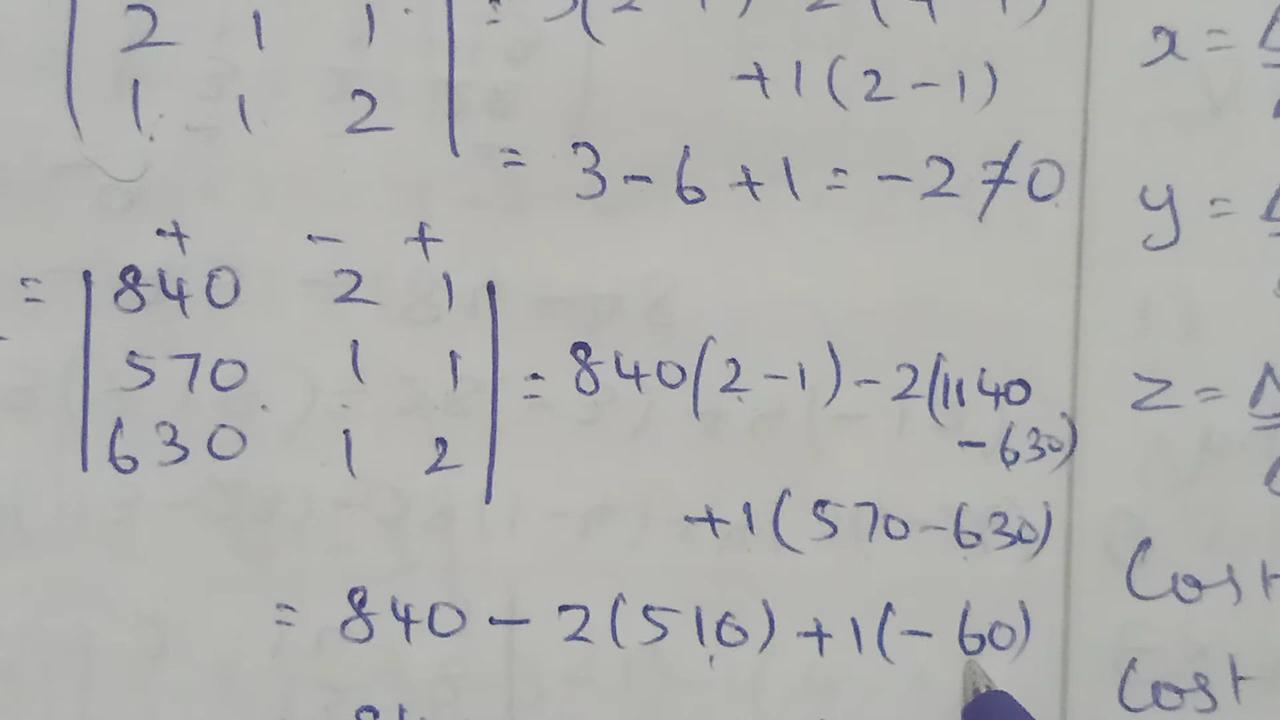 2 1 1
+1(2-1)
1 1 2
= 3-6+1=-2≠0
+ - +
= | 840 2 1 |
| 570 1 1 | = 840(2-1)-2(1140
-630)
| 630 1 2 |
+1(570-630)
= 840-2(510)+1(-60)
x =
y =
z =
Cost
Cost